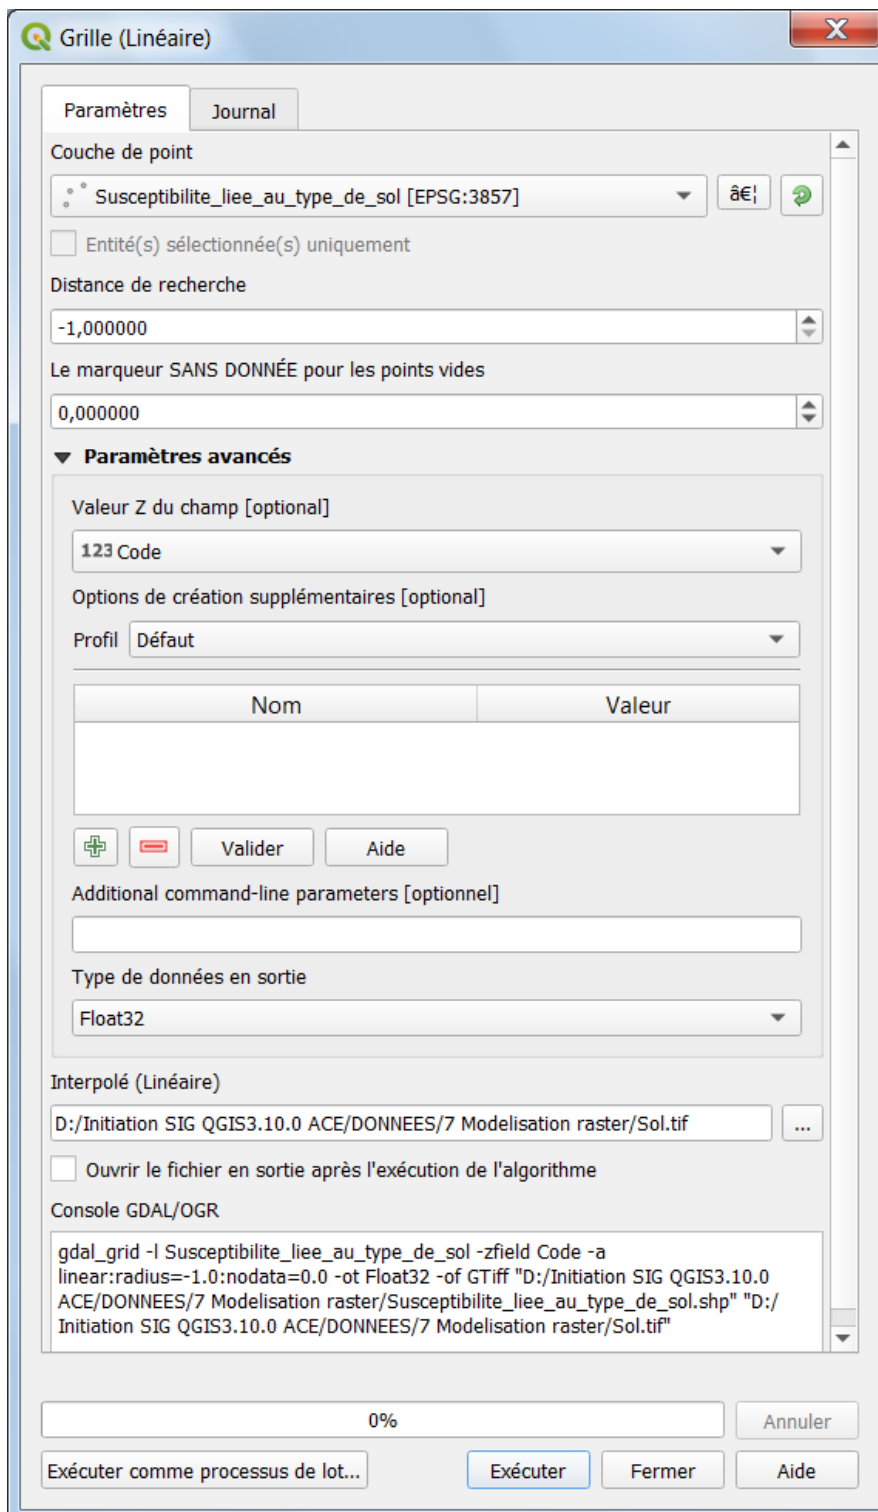 Grille (Linéaire)
Paramètres
Journal
Couche de point
Susceptibilite_liee_au_type_de_sol [EPSG:3857]
â€¦
Entité(s) sélectionnée(s) uniquement
Distance de recherche
-1,000000
Le marqueur SANS DONNÉE pour les points vides
0,000000
Paramètres avancés
Valeur Z du champ [optional]
123 Code
Options de création supplémentaires [optional]
Profil Défaut
Nom Valeur
Valider Aide
Additional command-line parameters [optionnel]
Type de données en sortie
Float32
Interpolé (Linéaire)
D:/Initiation SIG QGIS3.10.0 ACE/DONNEES/7 Modelisation raster/Sol.tif
...
Ouvrir le fichier en sortie après l'exécution de l'algorithme
Console GDAL/OGR
gdal_grid -l Susceptibilite_liee_au_type_de_sol -zfield Code -a
linear:radius=-1.0:nodata=0.0 -ot Float32 -of GTiff "D:/Initiation SIG QGIS3.10.0
ACE/DONNEES/7 Modelisation raster/Susceptibilite_liee_au_type_de_sol.shp" "D:/
Initiation SIG QGIS3.10.0 ACE/DONNEES/7 Modelisation raster/Sol.tif"
0%
Annuler
Exécuter comme processus de lot...
Exécuter
Fermer
Aide